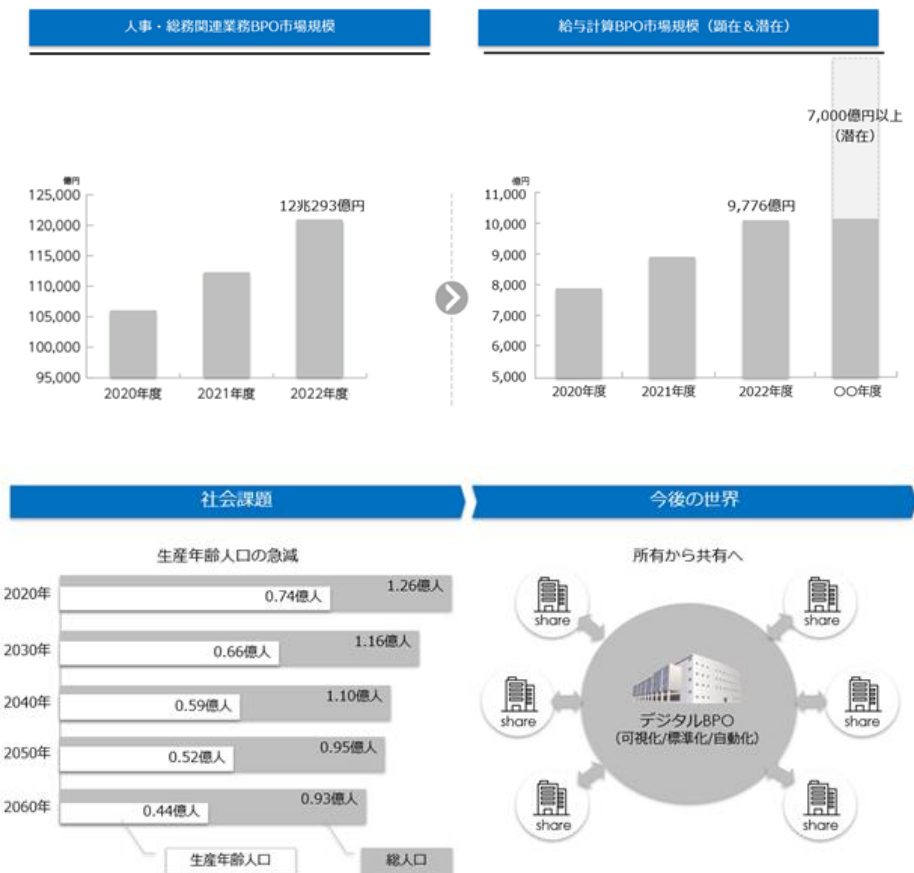 人事・総務関連業務BPO市場規模
億円
125,000
120,000
115,000
110,000
105,000
100,000
95,000
12兆293億円
2020年度
2021年度
2022年度
給与計算BPO市場規模（顕在＆潜在）
億円
11,000
10,000
9,000
8,000
7,000
6,000
5,000
9,776億円
7,000億円以上
（潜在）
2020年度
2021年度
2022年度
〇〇年度
社会課題
生産年齢人口の急減
2020年
0.74億人
1.26億人
2030年
0.66億人
1.16億人
2040年
0.59億人
1.10億人
2050年
0.52億人
0.95億人
2060年
0.44億人
0.93億人
生産年齢人口
総人口
今後の世界
所有から共有へ
share
share
share
share
デジタルBPO
（可視化/標準化/自動化）
share
share